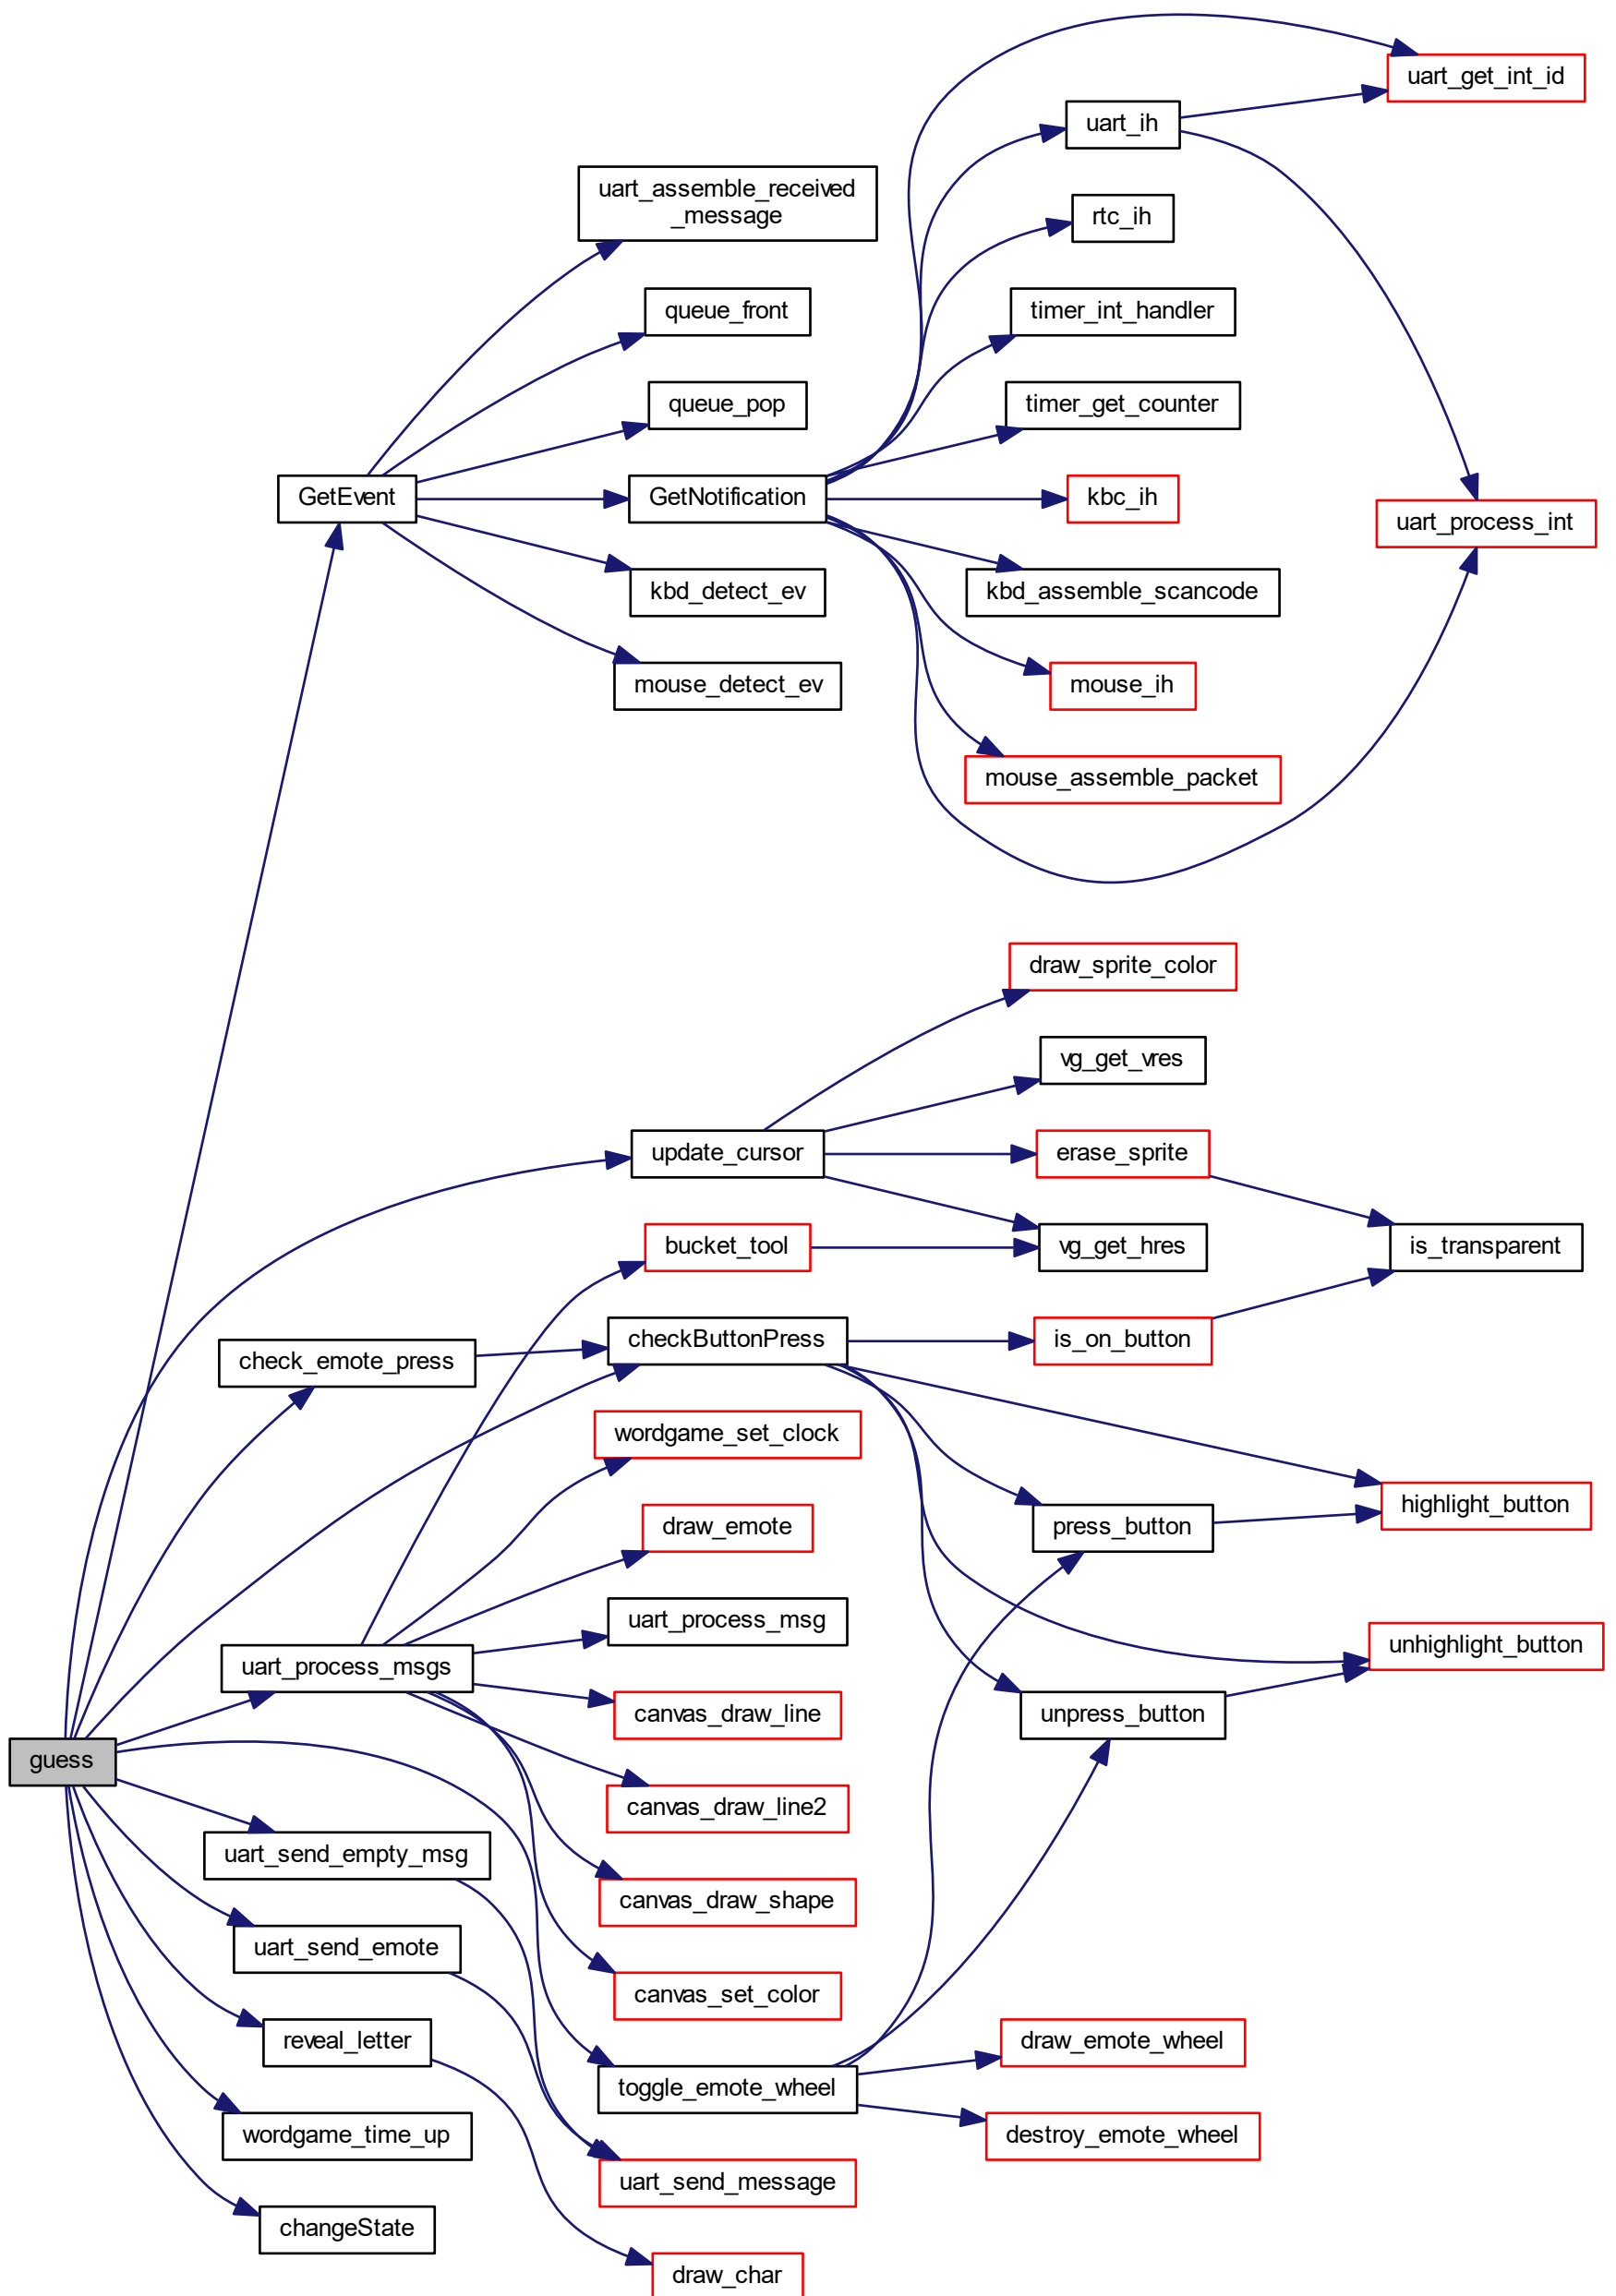 uart_get_int_id
uart_ih
uart_assemble_received
_message
rtc_ih
queue_front
timer_int_handler
queue_pop
timer_get_counter
GetEvent
GetNotification
kbc_ih
uart_process_int
kbd_detect_ev
kbd_assemble_scancode
mouse_detect_ev
mouse_ih
mouse_assemble_packet
draw_sprite_color
vg_get_vres
update_cursor
erase_sprite
bucket_tool
vg_get_hres
is_transparent
check_emote_press
checkButtonPress
is_on_button
wordgame_set_clock
highlight_button
draw_emote
press_button
uart_process_msg
uart_process_msgs
unhighlight_button
canvas_draw_line
unpress_button
guess
canvas_draw_line2
uart_send_empty_msg
canvas_draw_shape
uart_send_emote
canvas_set_color
reveal_letter
draw_emote_wheel
toggle_emote_wheel
wordgame_time_up
destroy_emote_wheel
uart_send_message
changeState
draw_char